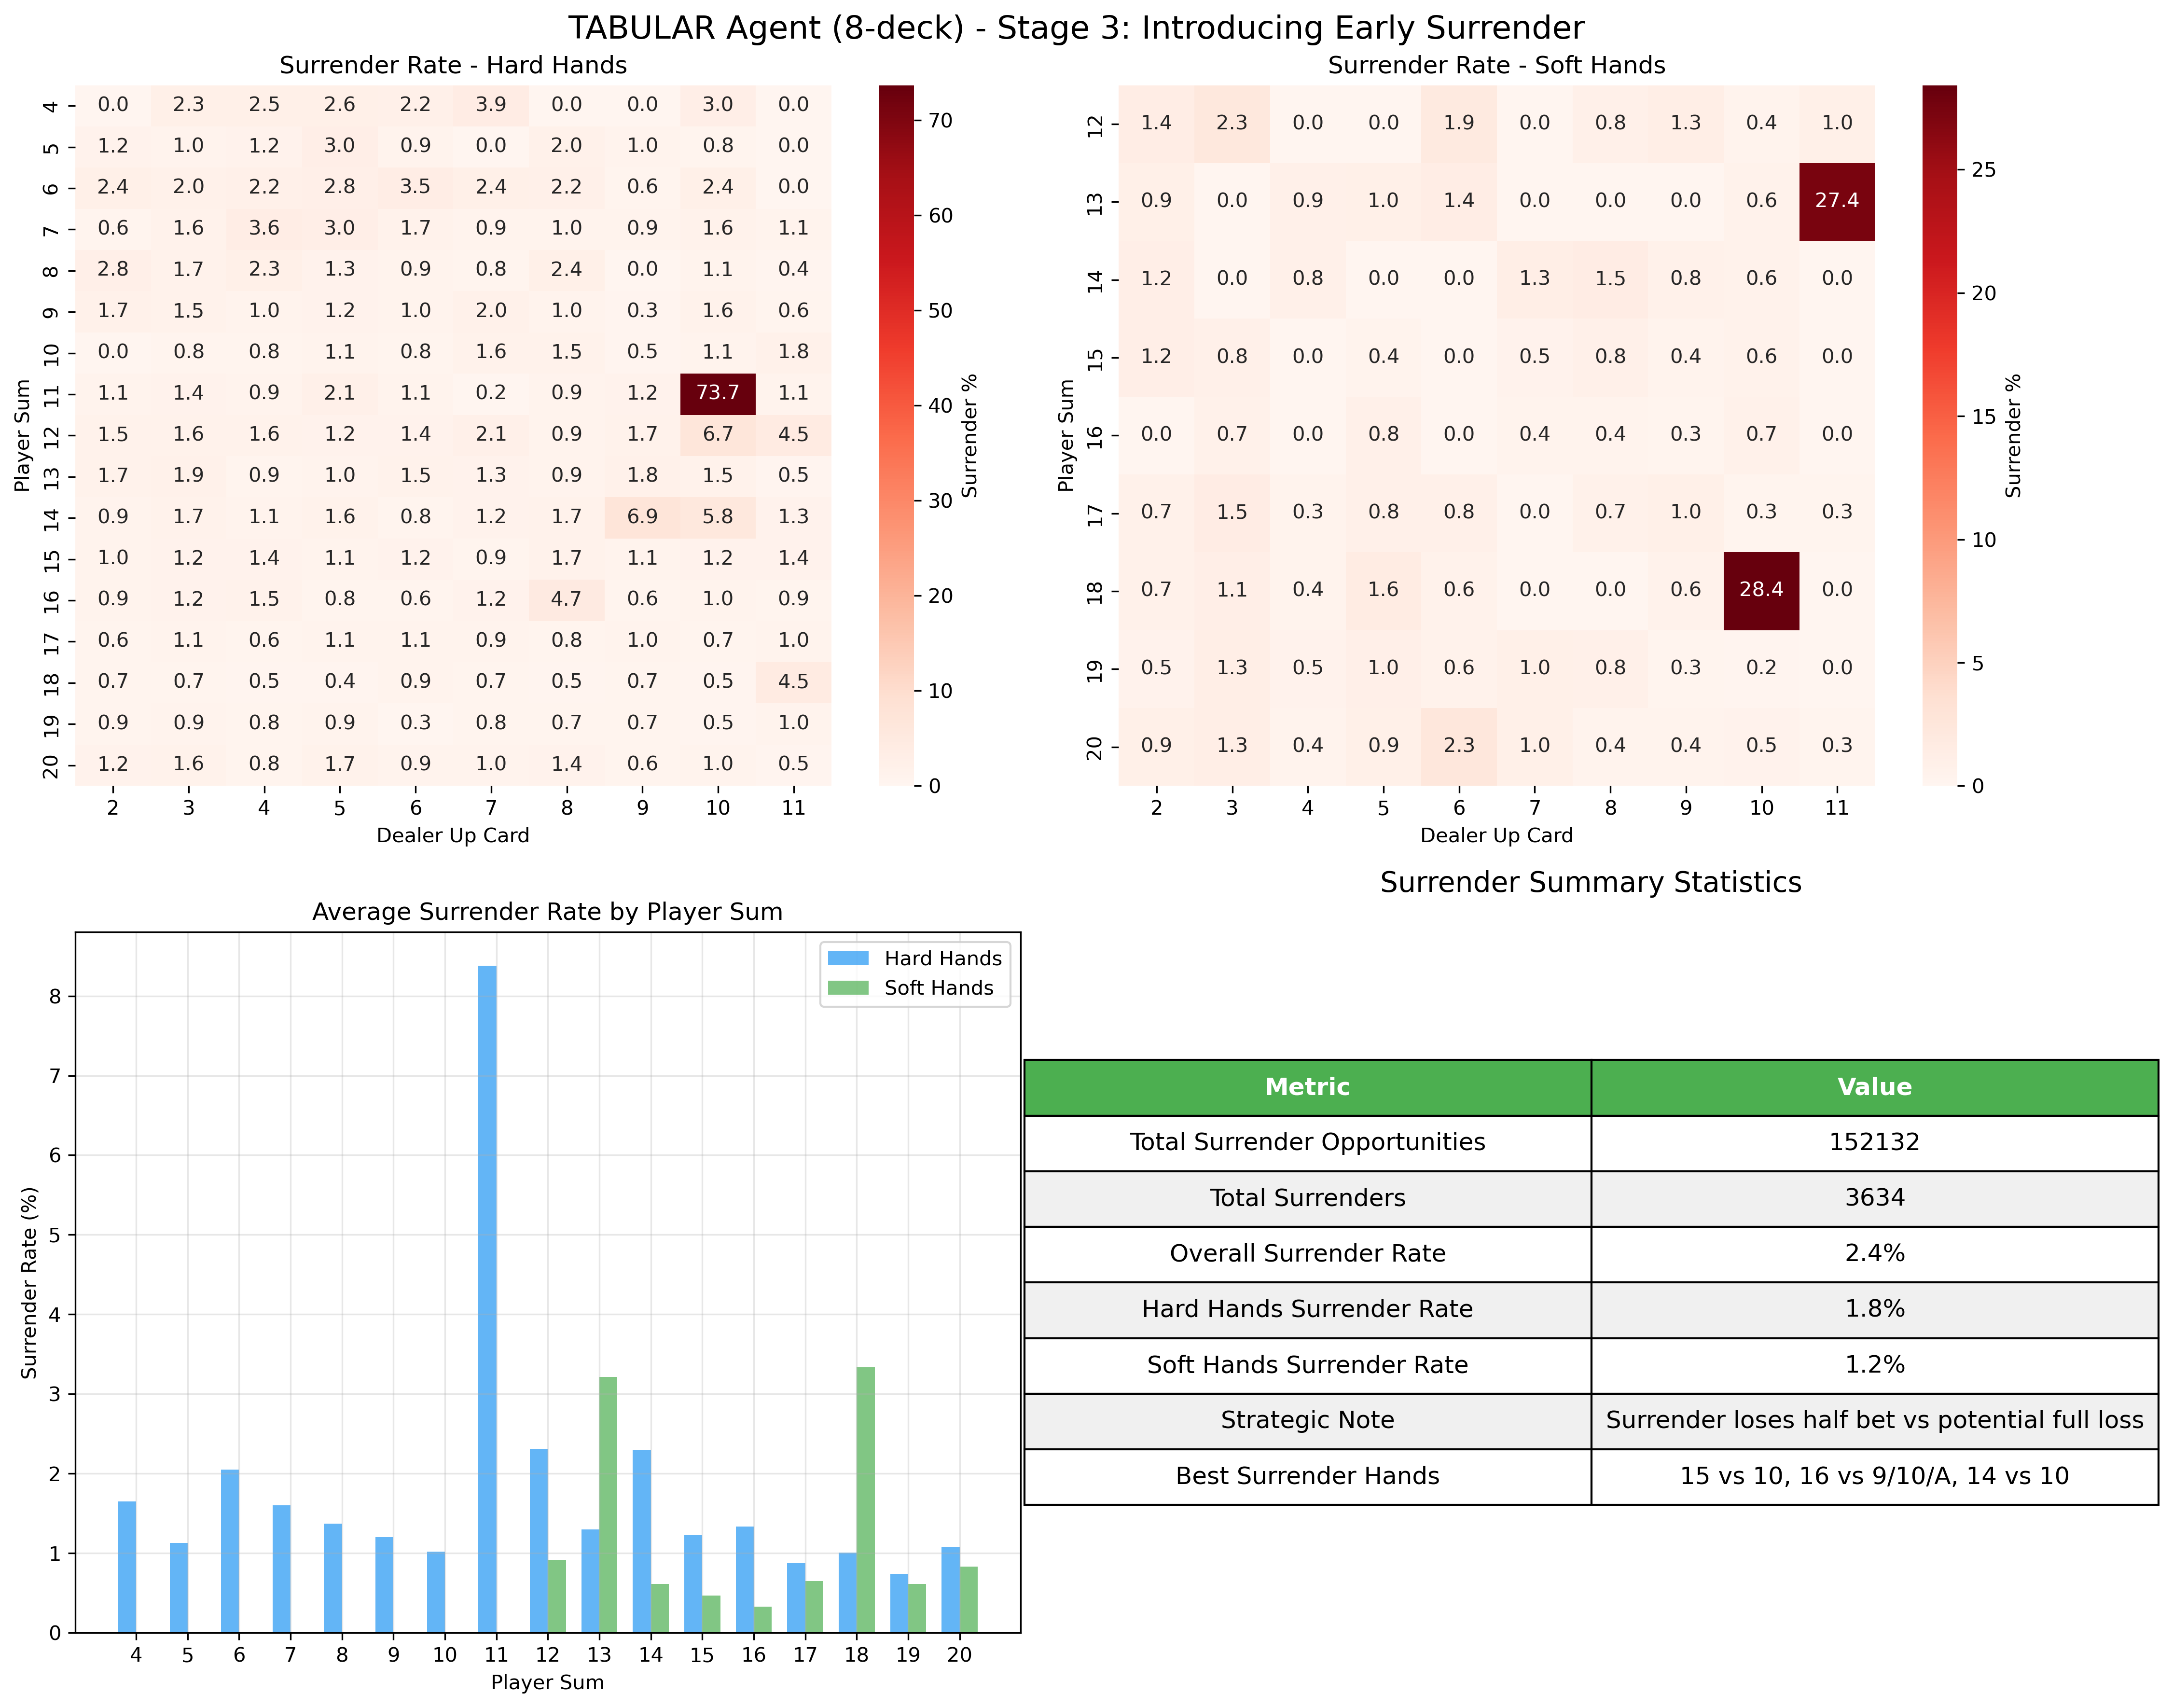 TABULAR Agent (8-deck) - Stage 3: Introducing Early Surrender
Surrender Rate - Hard Hands
4 0.0 2.3 2.5 2.6 2.2 3.9 0.0 0.0 3.0 0.0
5 1.2 1.0 1.2 3.0 0.9 0.0 2.0 1.0 0.8 0.0
6 2.4 2.0 2.2 2.8 3.5 2.4 2.2 0.6 2.4 0.0
7 0.6 1.6 3.6 3.0 1.7 0.9 1.0 0.9 1.6 1.1
8 2.8 1.7 2.3 1.3 0.9 0.8 2.4 0.0 1.1 0.4
9 1.7 1.5 1.0 1.2 1.0 2.0 1.0 0.3 1.6 0.6
10 0.0 0.8 0.8 1.1 0.8 1.6 1.5 0.5 1.1 1.8
11 1.1 1.4 0.9 2.1 1.1 0.2 0.9 1.2 73.7 1.1
12 1.5 1.6 1.6 1.2 1.4 2.1 0.9 1.7 6.7 4.5
13 1.7 1.9 0.9 1.0 1.5 1.3 0.9 1.8 1.5 0.5
14 0.9 1.7 1.1 1.6 0.8 1.2 1.7 6.9 5.8 1.3
15 1.0 1.2 1.4 1.1 1.2 0.9 1.7 1.1 1.2 1.4
16 0.9 1.2 1.5 0.8 0.6 1.2 4.7 0.6 1.0 0.9
17 0.6 1.1 0.6 1.1 1.1 0.9 0.8 1.0 0.7 1.0
18 0.7 0.7 0.5 0.4 0.9 0.7 0.5 0.7 0.5 4.5
19 0.9 0.9 0.8 0.9 0.3 0.8 0.7 0.7 0.5 1.0
20 1.2 1.6 0.8 1.7 0.9 1.0 1.4 0.6 1.0 0.5
2 3 4 5 6 7 8 9 10 11
Dealer Up Card
Player Sum
70
60
50
40
30
20
10
0
Surrender %
Surrender Rate - Soft Hands
12 1.4 2.3 0.0 0.0 1.9 0.0 0.8 1.3 0.4 1.0
13 0.9 0.0 0.9 1.0 1.4 0.0 0.0 0.0 0.6 27.4
14 1.2 0.0 0.8 0.0 0.0 1.3 1.5 0.8 0.6 0.0
15 1.2 0.8 0.0 0.4 0.0 0.5 0.8 0.4 0.6 0.0
16 0.0 0.7 0.0 0.8 0.0 0.4 0.4 0.3 0.7 0.0
17 0.7 1.5 0.3 0.8 0.8 0.0 0.7 1.0 0.3 0.3
18 0.7 1.1 0.4 1.6 0.6 0.0 0.0 0.6 28.4 0.0
19 0.5 1.3 0.5 1.0 0.6 1.0 0.8 0.3 0.2 0.0
20 0.9 1.3 0.4 0.9 2.3 1.0 0.4 0.4 0.5 0.3
2 3 4 5 6 7 8 9 10 11
Dealer Up Card
Player Sum
25
20
15
10
5
0
Surrender %
Average Surrender Rate by Player Sum
Hard Hands
Soft Hands
8
7
6
5
4
3
2
1
0
Surrender Rate (%)
4 5 6 7 8 9 10 11 12 13 14 15 16 17 18 19 20
Player Sum
Surrender Summary Statistics
Metric Value
Total Surrender Opportunities 152132
Total Surrenders 3634
Overall Surrender Rate 2.4%
Hard Hands Surrender Rate 1.8%
Soft Hands Surrender Rate 1.2%
Strategic Note Surrender loses half bet vs potential full loss
Best Surrender Hands 15 vs 10, 16 vs 9/10/A, 14 vs 10